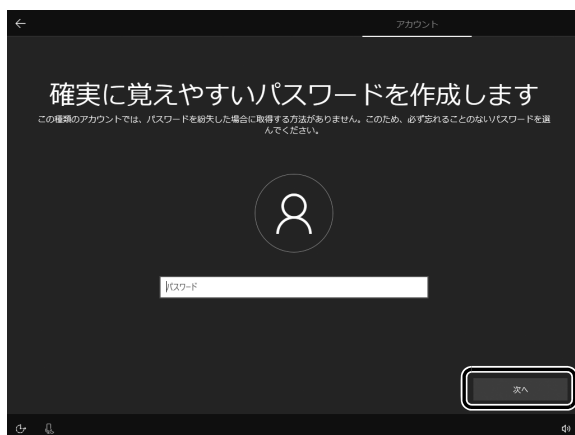 アカウント
確実に覚えやすいパスワードを作成します
この種類のアカウントでは、パスワードを紛失した場合に取得する方法がありません。このため、必ず忘れることのないパスワードを選
んでください。
パスワード
次へ